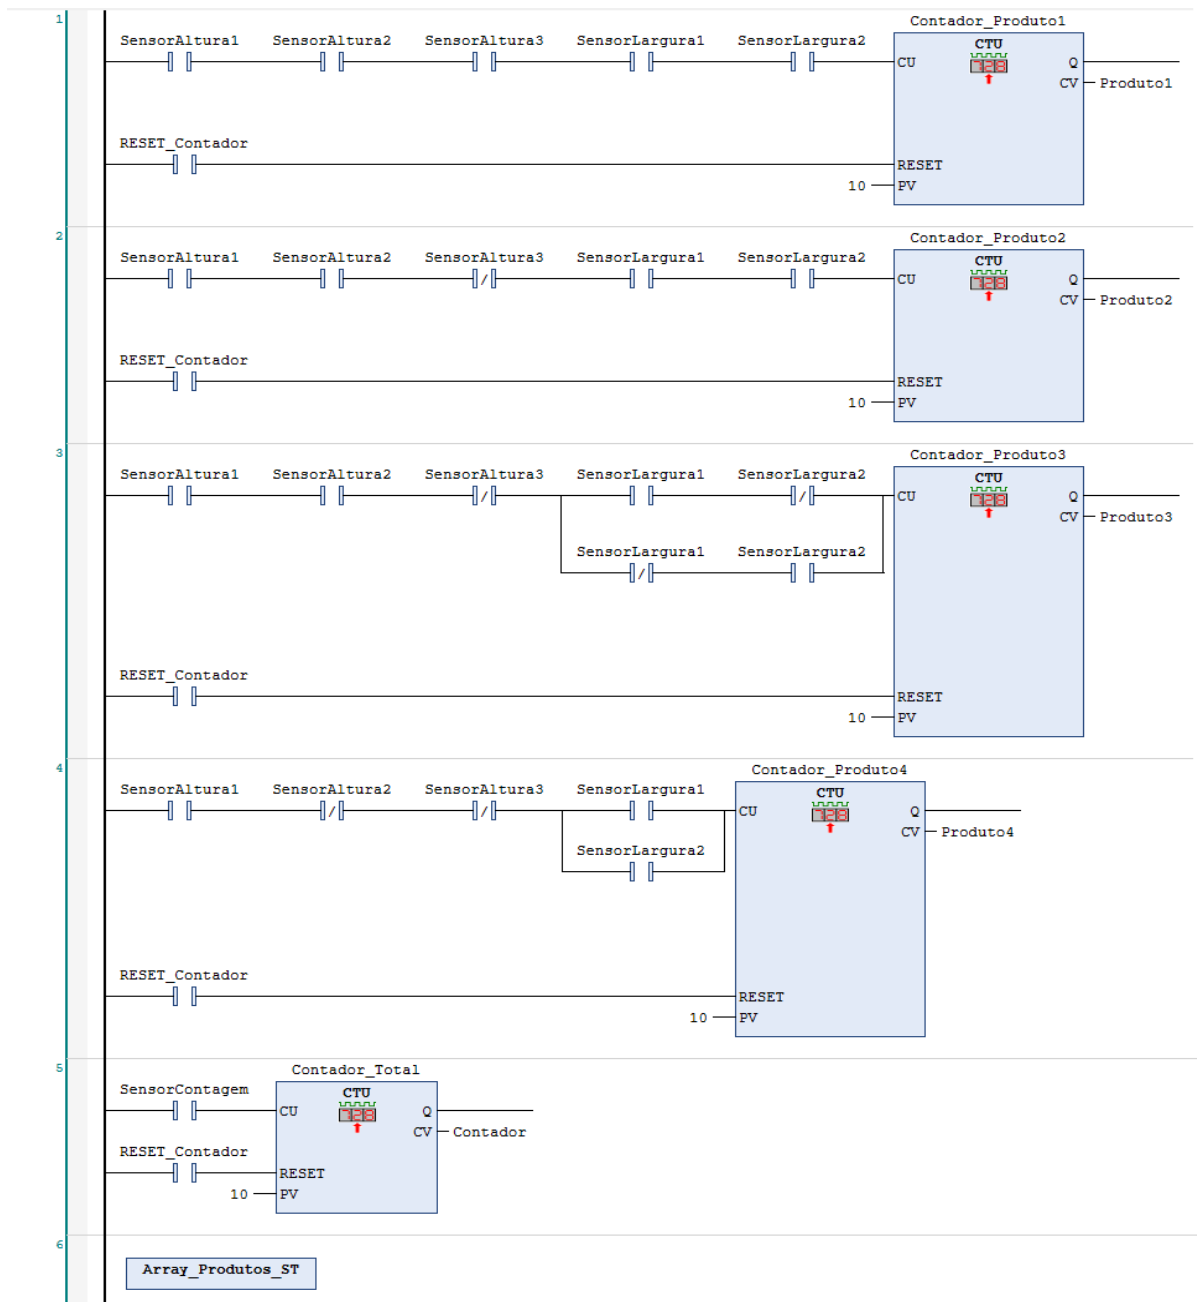 1
Contador_Produto1
SensorAltura1 SensorAltura2 SensorAltura3 SensorLargura1 SensorLargura2
CTU
CU Q
CV Produto1
RESET_Contador
RESET
10 PV
2
Contador_Produto2
SensorAltura1 SensorAltura2 SensorAltura3 SensorLargura1 SensorLargura2
CTU
CU Q
CV Produto2
RESET_Contador
RESET
10 PV
3
Contador_Produto3
SensorAltura1 SensorAltura2 SensorAltura3 SensorLargura1 SensorLargura2
CTU
CU Q
CV Produto3
SensorLargura1 SensorLargura2
RESET_Contador
RESET
10 PV
4
Contador_Produto4
SensorAltura1 SensorAltura2 SensorAltura3 SensorLargura1
CTU
CU Q
CV Produto4
SensorLargura2
RESET_Contador
RESET
10 PV
5
Contador_Total
SensorContagem
CTU
CU Q
CV Contador
RESET_Contador
RESET
10 PV
6
Array_Produtos_ST